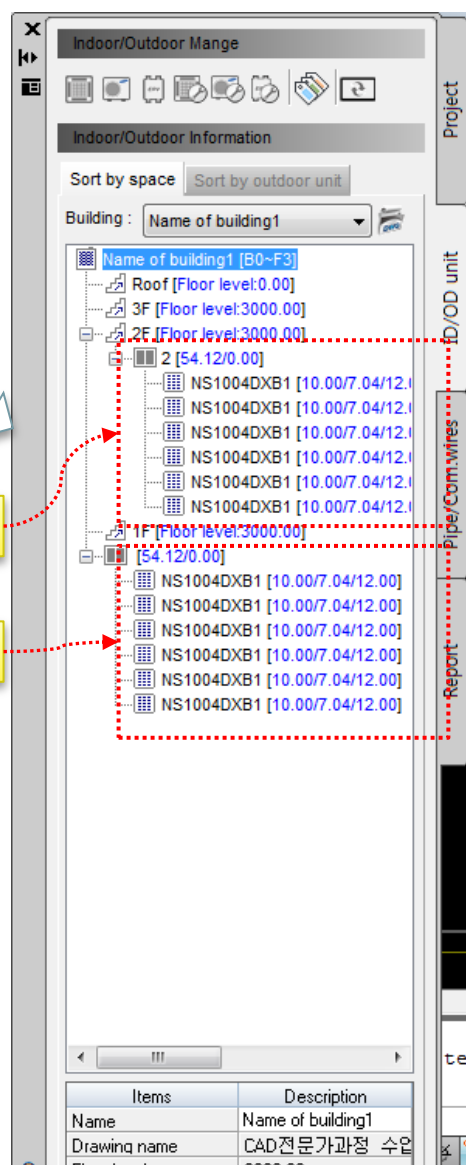 Indoor/Outdoor Mange
Indoor/Outdoor Information
Sort by space
Sort by outdoor unit
Building :
Name of building1
Name of building1 [B0~F3]
Roof [Floor level:0.00]
3F [Floor level:3000.00]
2F [Floor level:3000.00]
2 [54.12/0.00]
NS1004DXB1 [10.00/7.04/12.0
NS1004DXB1 [10.00/7.04/12.0
NS1004DXB1 [10.00/7.04/12.0
NS1004DXB1 [10.00/7.04/12.0
NS1004DXB1 [10.00/7.04/12.0
NS1004DXB1 [10.00/7.04/12.0
1F [Floor level:3000.00]
[54.12/0.00]
NS1004DXB1 [10.00/7.04/12.00]
NS1004DXB1 [10.00/7.04/12.00]
NS1004DXB1 [10.00/7.04/12.00]
NS1004DXB1 [10.00/7.04/12.00]
NS1004DXB1 [10.00/7.04/12.00]
NS1004DXB1 [10.00/7.04/12.00]
Items Description
Name Name of building1
Drawing name CAD전문가과정 수업
Project
ID/OD unit
Pipe/Com.wires
Report
te